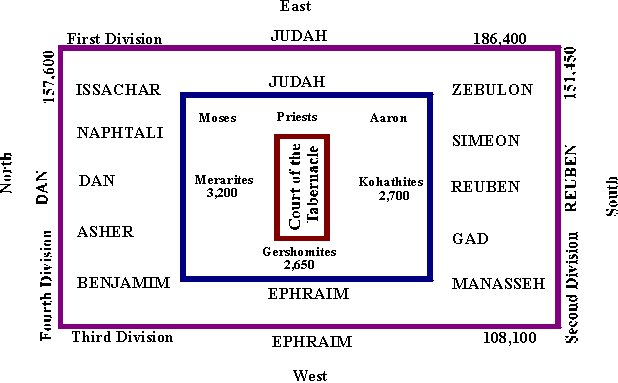 East
First Division JUDAH 186,400
157,600
151,450
JUDAH
ISSACHAR
ZEBULON
Moses Priests Aaron
NAPHTALI
SIMEON
North
DAN
DAN
Merarites
3,200
Court of the
Tabernacle
Kohathites
2,700
REUBEN
REUBEN
South
ASHER
GAD
Gershomites
2,650
BENJAMIM
MANASSEH
EPHRAIM
Fourth Division
Second Division
Third Division EPHRAIM 108,100
West